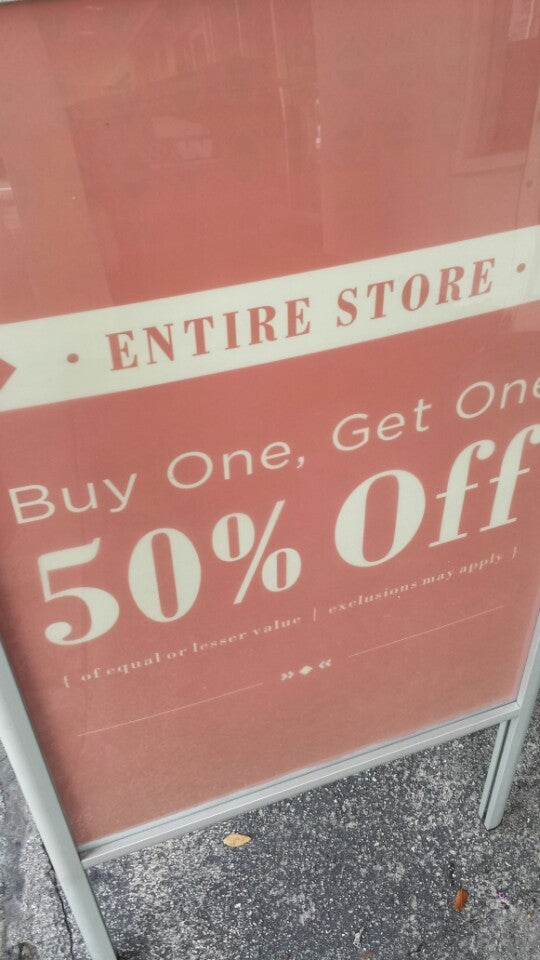 · ENTIRE STORE ·
Buy One, Get One
50% Off
{ of equal or lesser value | exclusions may apply }